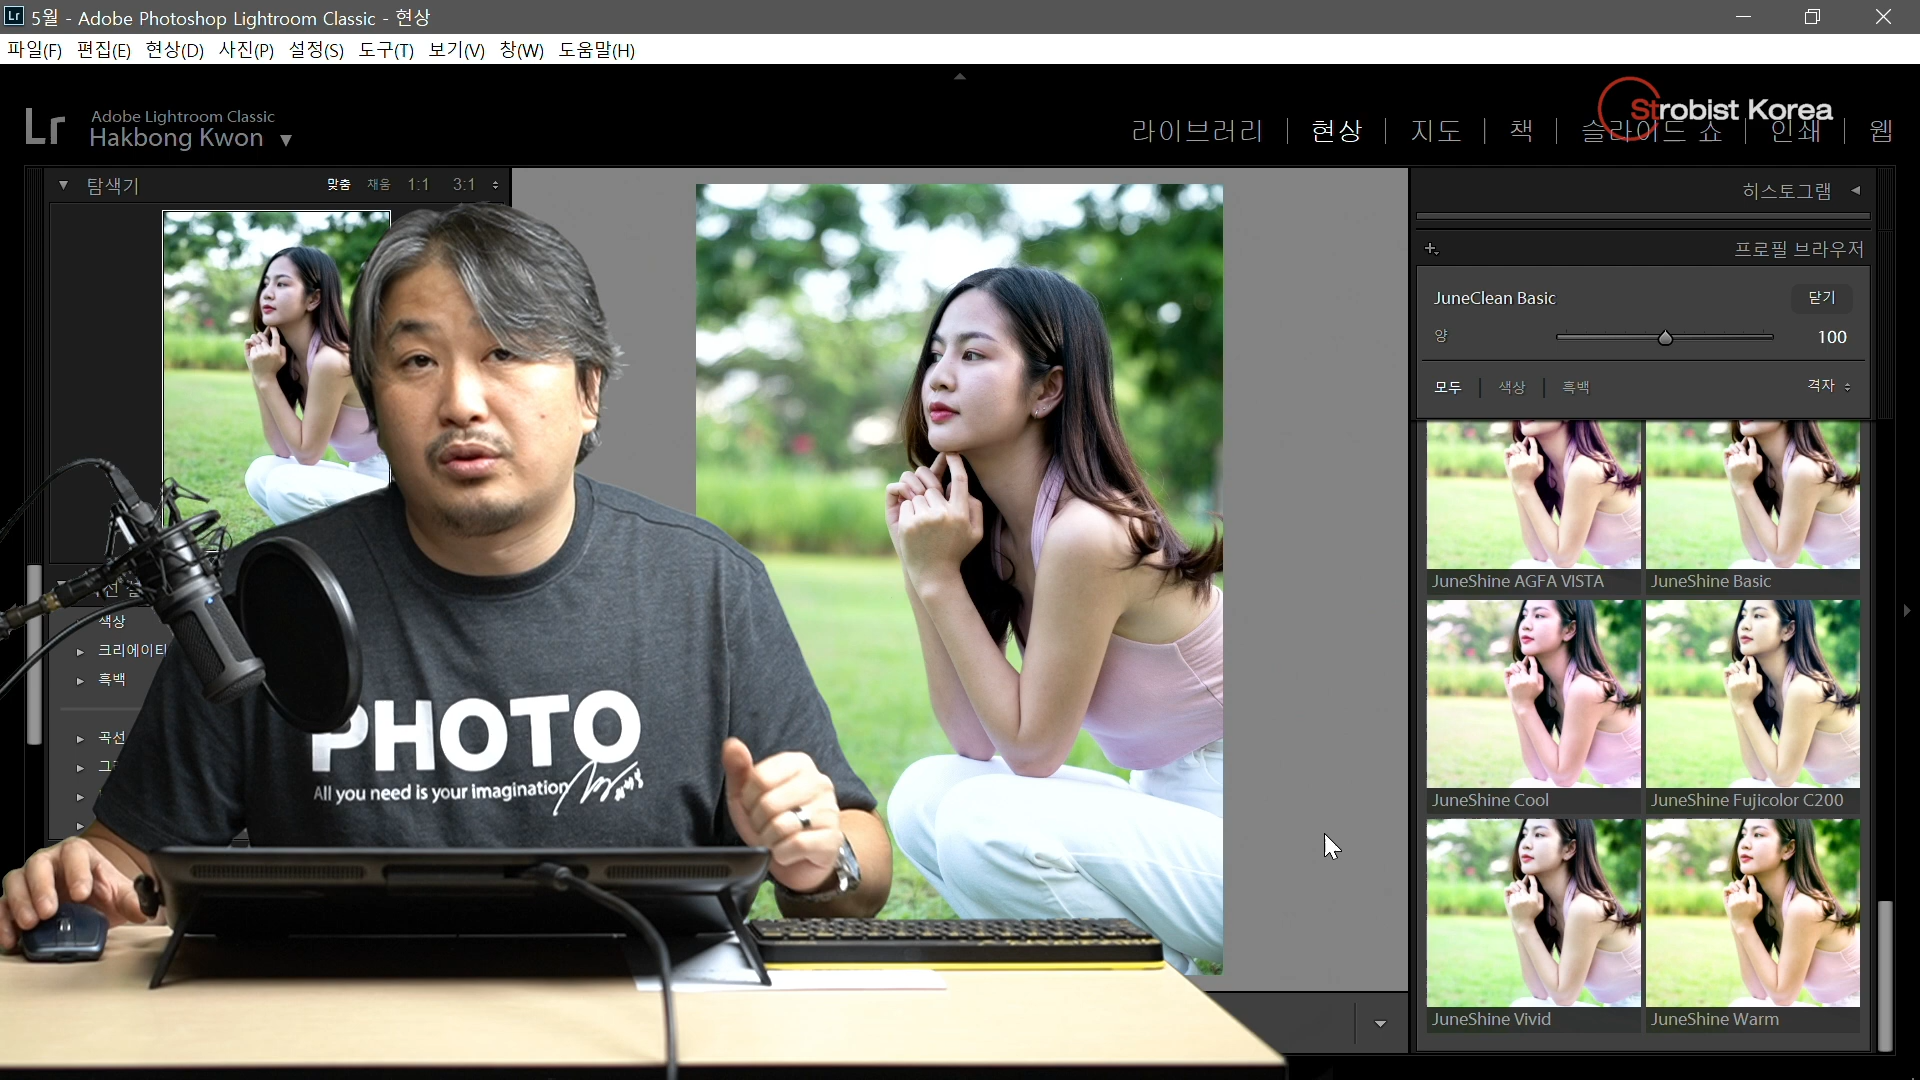 5월 - Adobe Photoshop Lightroom Classic - 현상
파일(F) 편집(E) 현상(D) 사진(P) 설정(S) 도구(T) 보기(V) 창(W) 도움말(H)
Lr
Adobe Lightroom Classic
Hakbong Kwon
Strobist Korea
라이브러리 | 현상 | 지도 | 책 | 슬라이드 쇼 | 인쇄 | 웹
탐색기 맞춤 채움 1:1 3:1
히스토그램
프로필 브라우저
JuneClean Basic 닫기
양 100
모두 | 색상 | 흑백 격자
JuneShine AGFA VISTA
JuneShine Basic
JuneShine Cool
JuneShine Fujicolor C200
JuneShine Vivid
JuneShine Warm
색상
크리에이티
흑백
곡선
PHOTO
All you need is your imagination